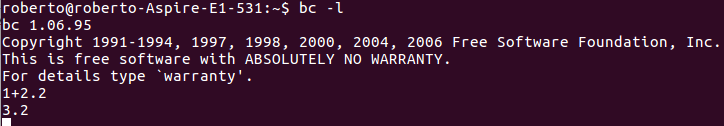 roberto@roberto-Aspire-E1-531:~$ bc -l
bc 1.06.95
Copyright 1991-1994, 1997, 1998, 2000, 2004, 2006 Free Software Foundation, Inc.
This is free software with ABSOLUTELY NO WARRANTY.
For details type `warranty'.
1+2.2
3.2